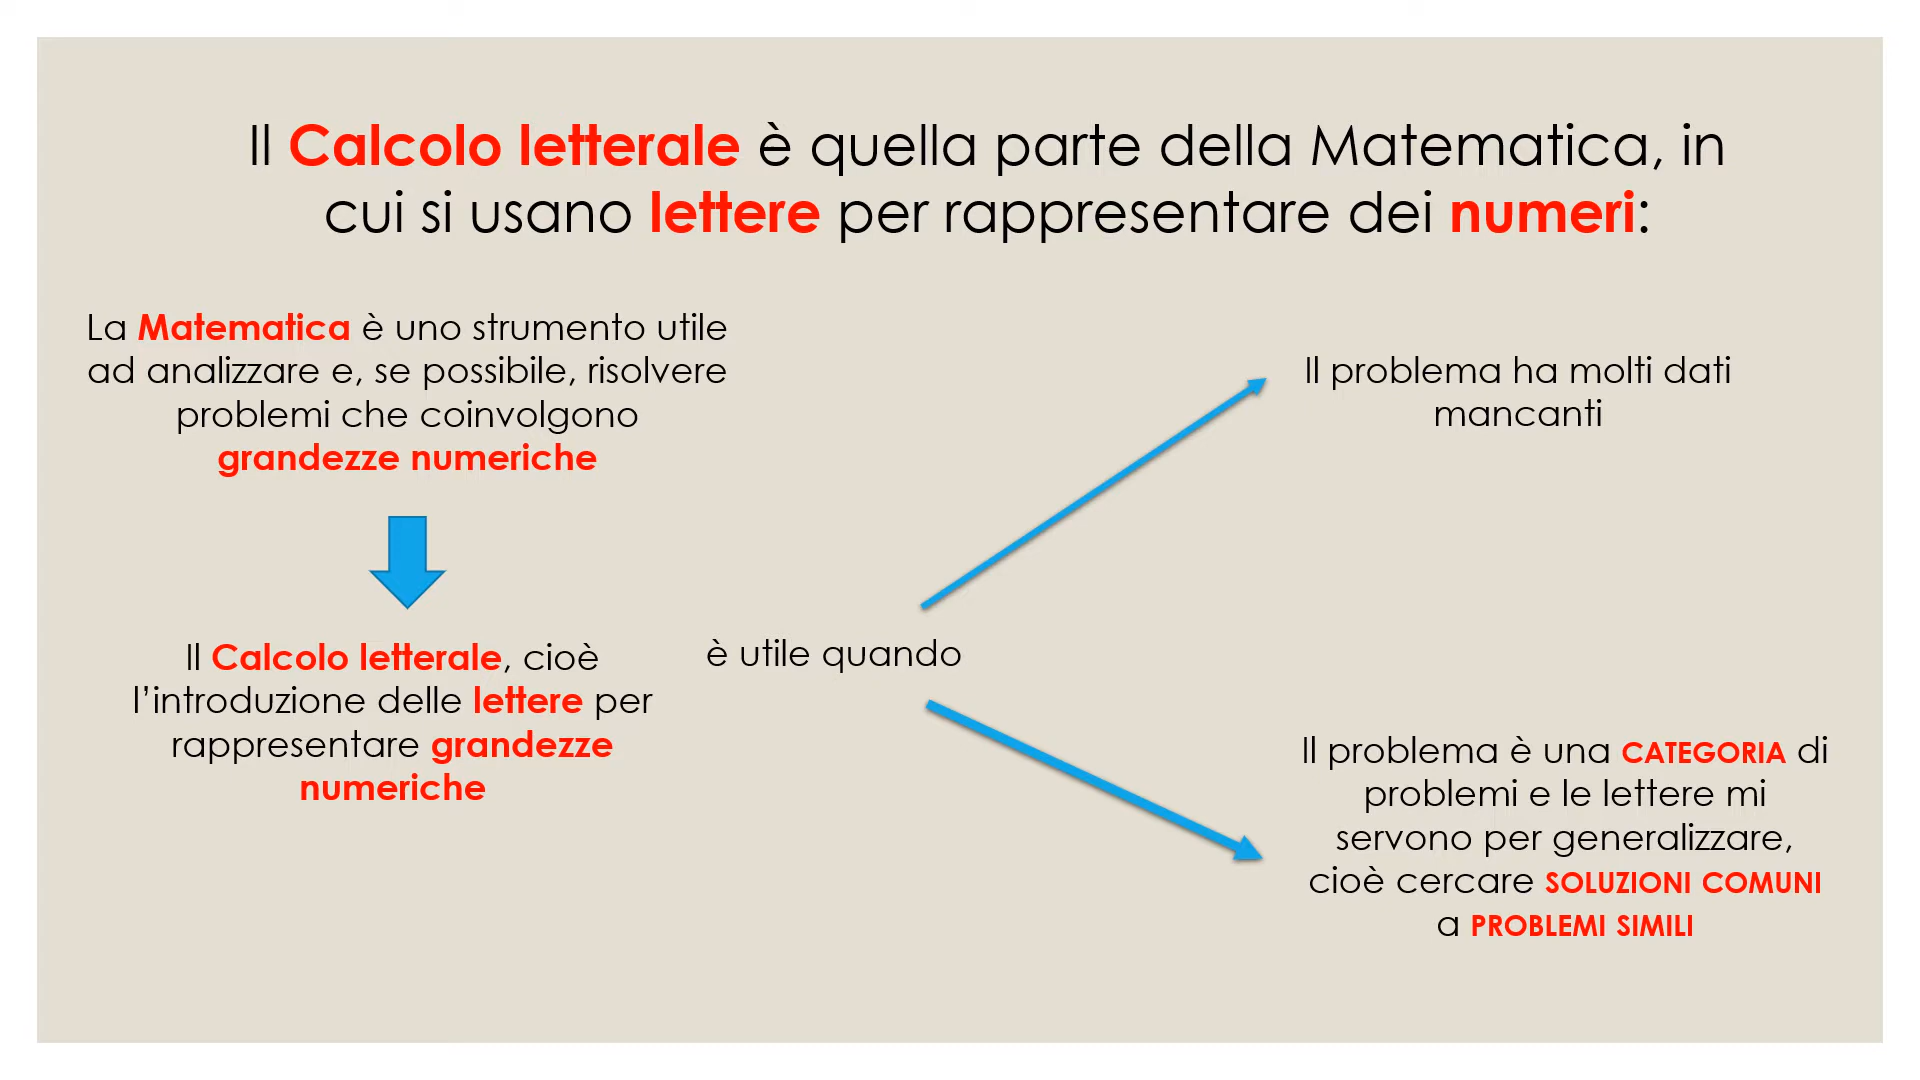 Il Calcolo letterale è quella parte della Matematica, in
cui si usano lettere per rappresentare dei numeri:
La Matematica è uno strumento utile
ad analizzare e, se possibile, risolvere
problemi che coinvolgono
grandezze numeriche
Il Calcolo letterale, cioè
l’introduzione delle lettere per
rappresentare grandezze
numeriche
è utile quando
Il problema ha molti dati
mancanti
Il problema è una CATEGORIA di
problemi e le lettere mi
servono per generalizzare,
cioè cercare SOLUZIONI COMUNI
a PROBLEMI SIMILI